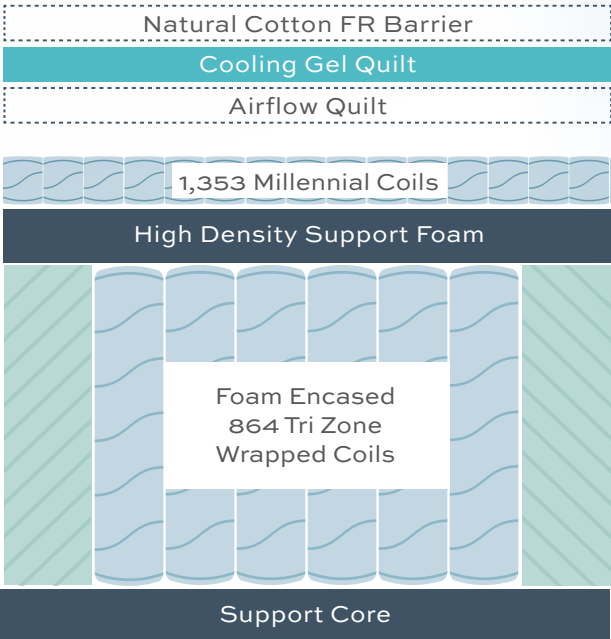 Natural Cotton FR Barrier
Cooling Gel Quilt
Airflow Quilt
1,353 Millennial Coils
High Density Support Foam
Foam Encased
864 Tri Zone
Wrapped Coils
Support Core